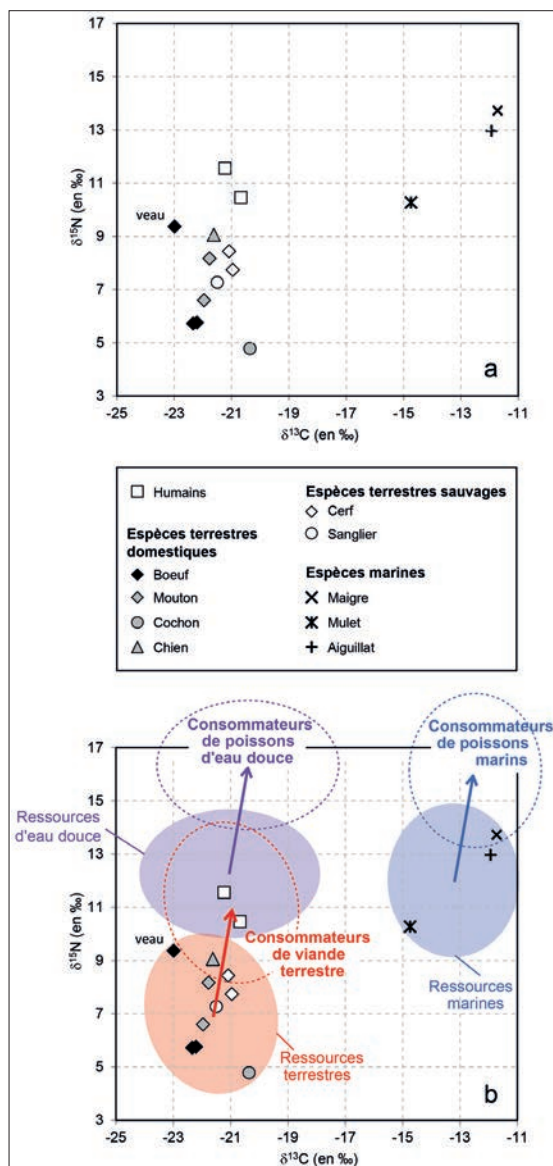 17
15
13
11
9
7
5
3
δ15N (en ‰)
veau
a
-25 -23 -21 -19 -17 -15 -13 -11
δ13C (en ‰)
Humains
Espèces terrestres domestiques
Boeuf
Mouton
Cochon
Chien
Espèces terrestres sauvages
Cerf
Sanglier
Espèces marines
Maigre
Mulet
Aiguillat
17
15
13
11
9
7
5
3
δ15N (en ‰)
Consommateurs
de poissons
d'eau douce
Consommateurs
de poissons
marins
Ressources
d'eau douce
veau
Consommateurs
de viande
terrestre
Ressources
marines
Ressources
terrestres
b
-25 -23 -21 -19 -17 -15 -13 -11
δ13C (en ‰)